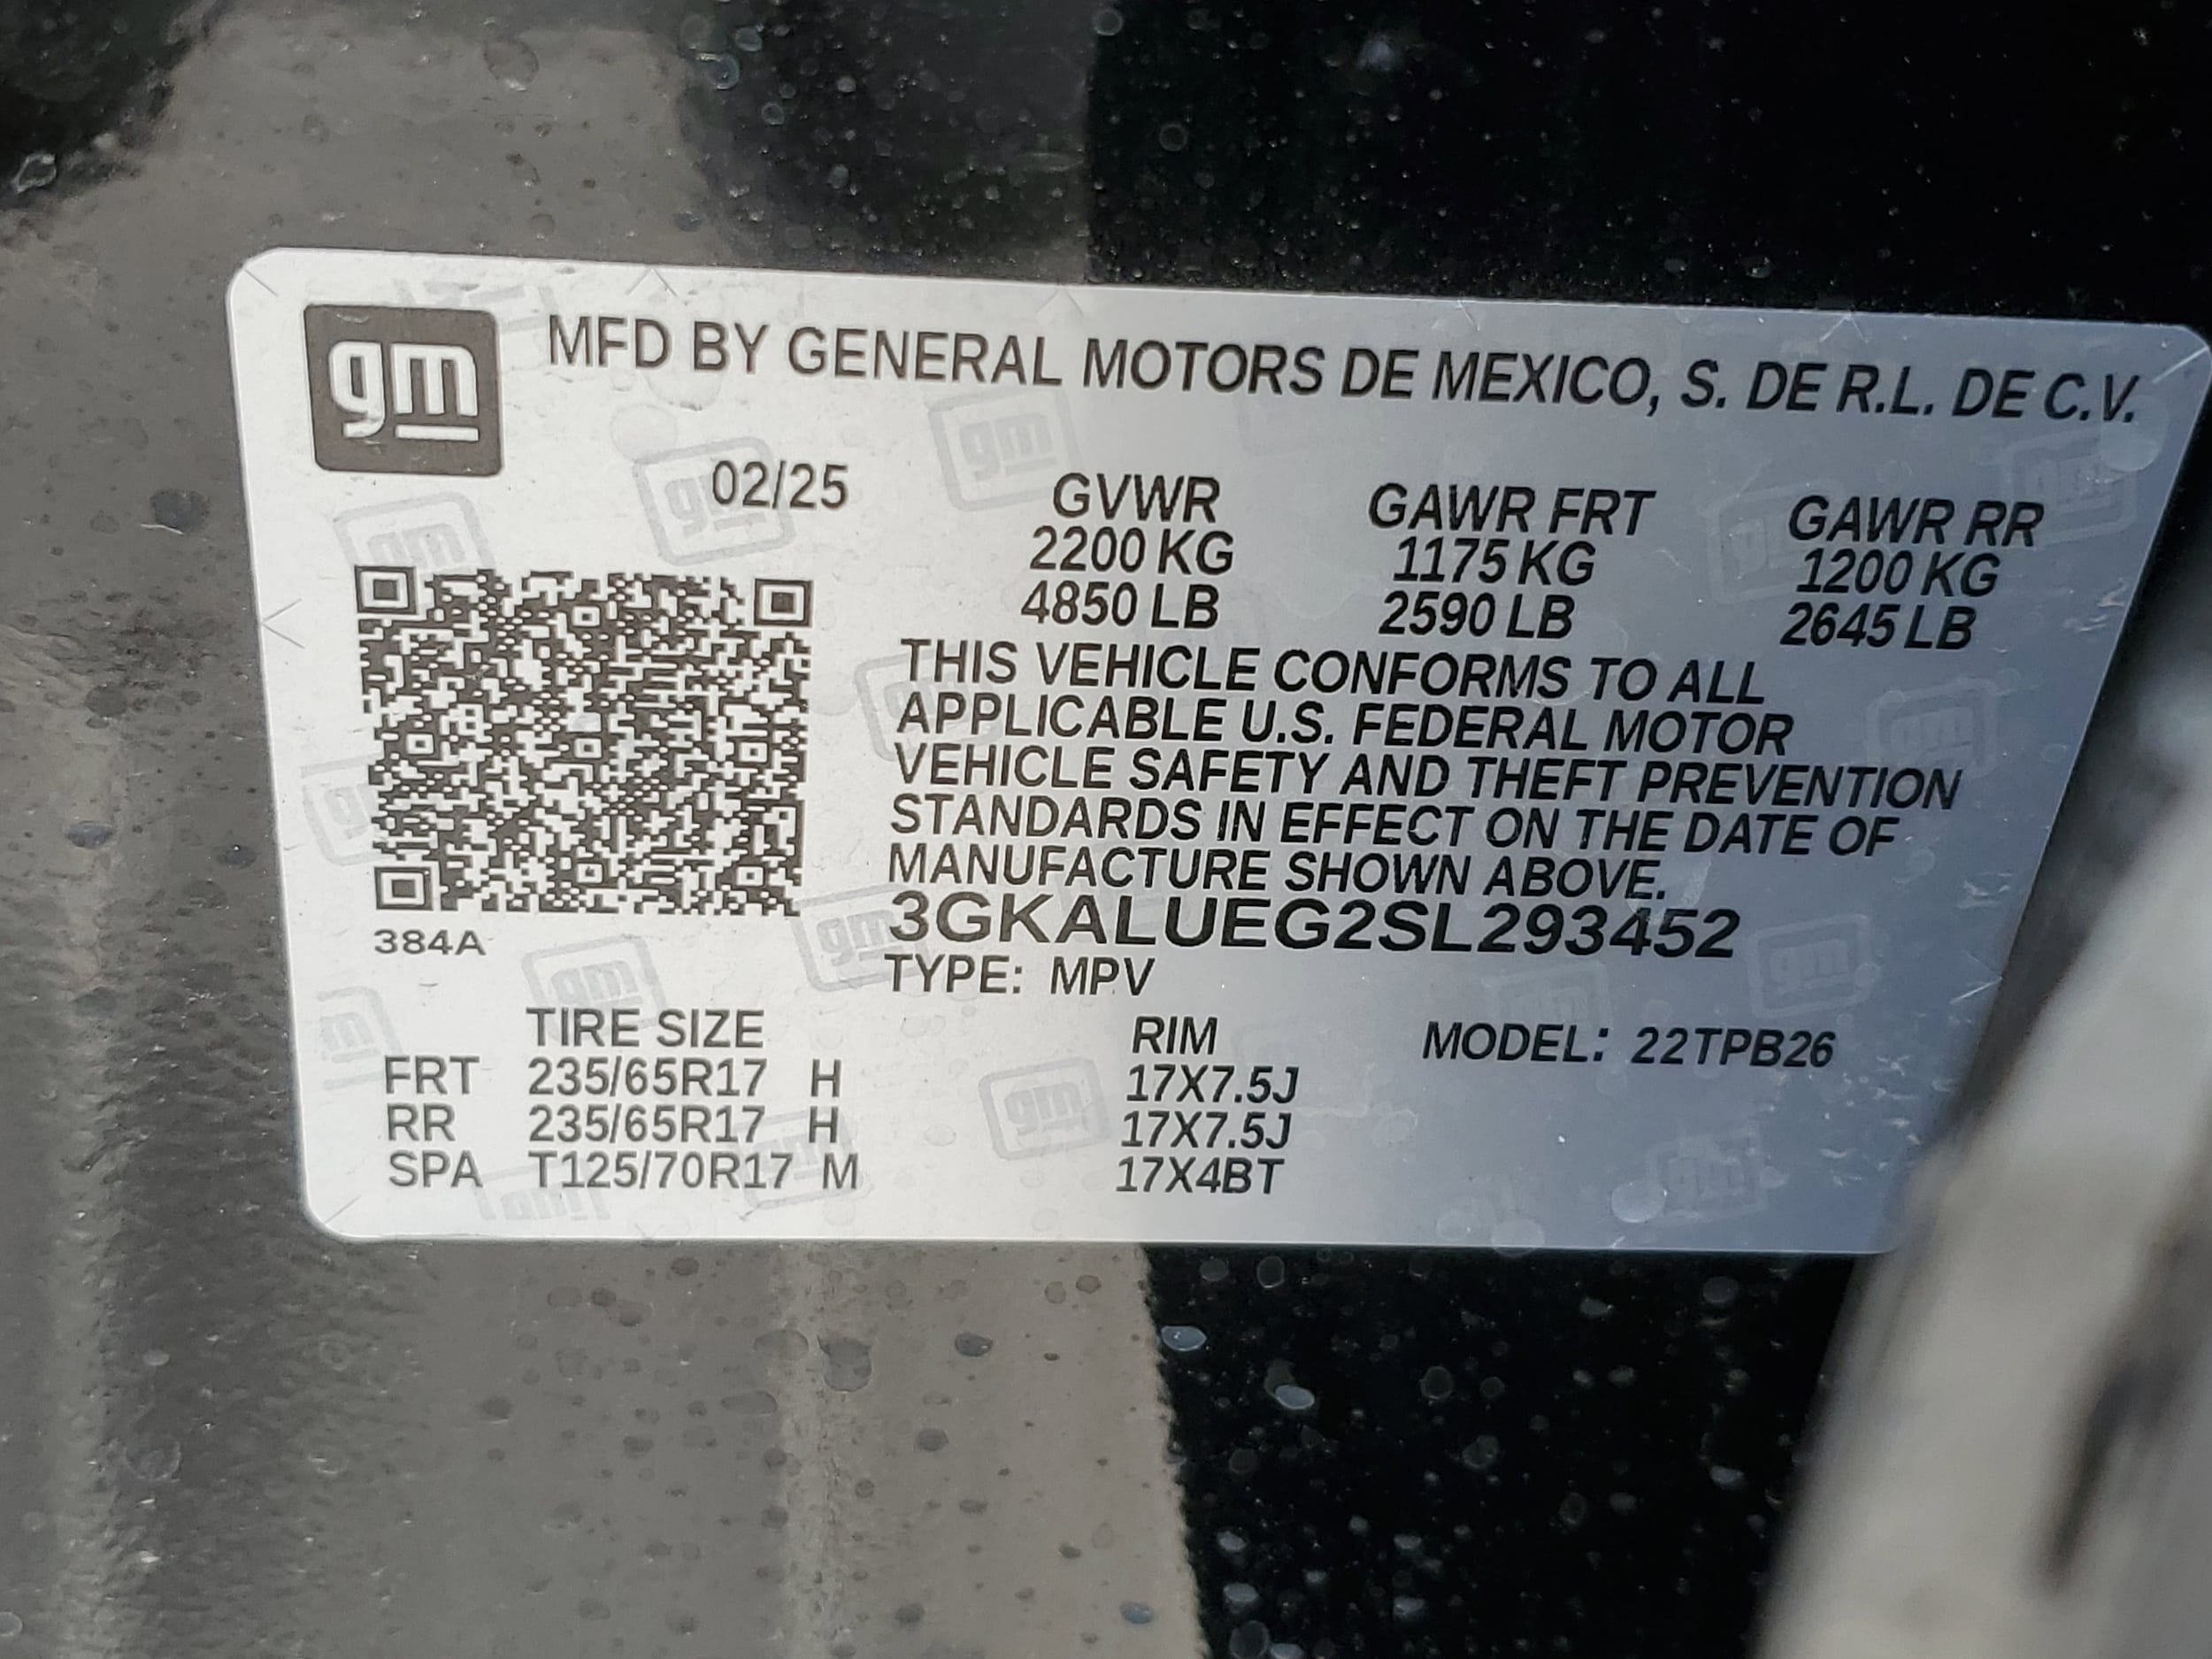 gm MFD BY GENERAL MOTORS DE MEXICO, S. DE R.L. DE C.V.
02/25 GVWR GAWR FRT GAWR RR
2200 KG 1175 KG 1200 KG
4850 LB 2590 LB 2645 LB
THIS VEHICLE CONFORMS TO ALL
APPLICABLE U.S. FEDERAL MOTOR
VEHICLE SAFETY AND THEFT PREVENTION
STANDARDS IN EFFECT ON THE DATE OF
MANUFACTURE SHOWN ABOVE.
3GKALUEG2SL293452
384A
TYPE: MPV
TIRE SIZE RIM MODEL: 22TPB26
FRT 235/65R17 H 17X7.5J
RR 235/65R17 H 17X7.5J
SPA T125/70R17 M 17X4BT